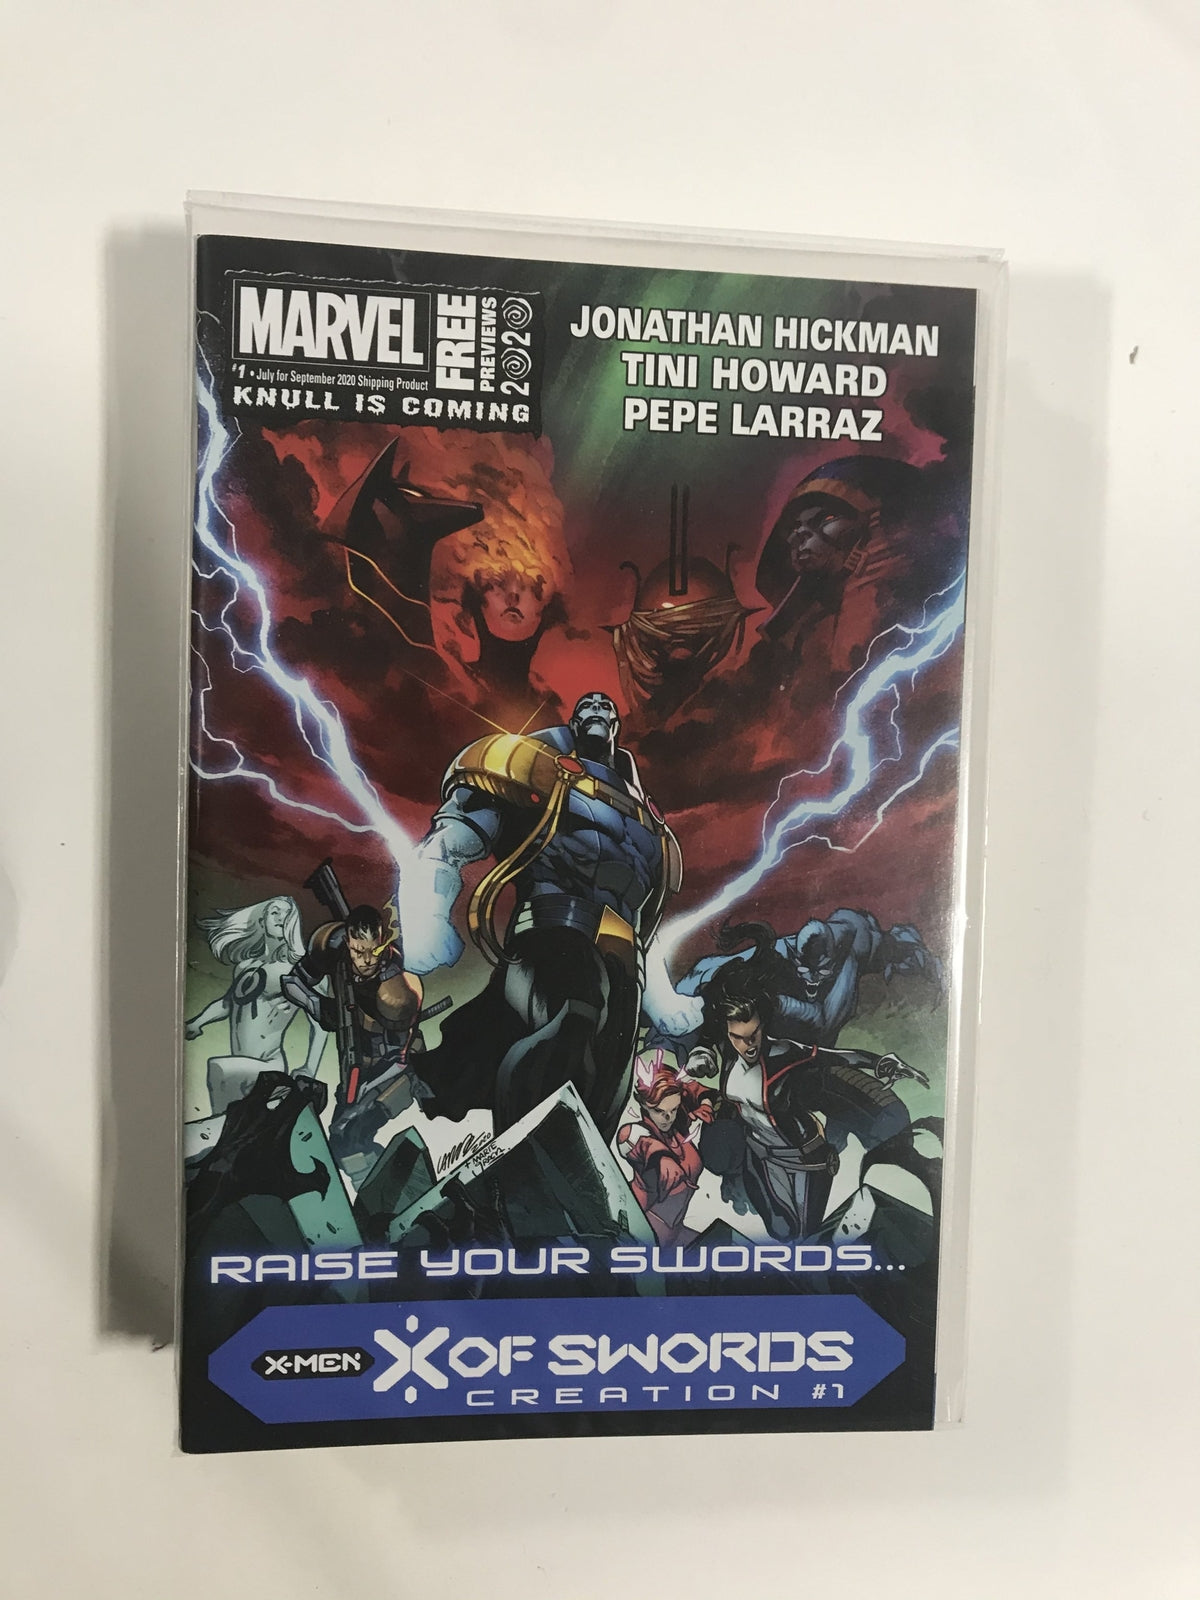 MARVEL
FREE
PREVIEWS
2020
#1 • July for September 2020 Shipping Product
KNULL IS COMING
JONATHAN HICKMAN
TINI HOWARD
PEPE LARRAZ
RAISE YOUR SWORDS...
X-MEN
X OF SWORDS
CREATION #1